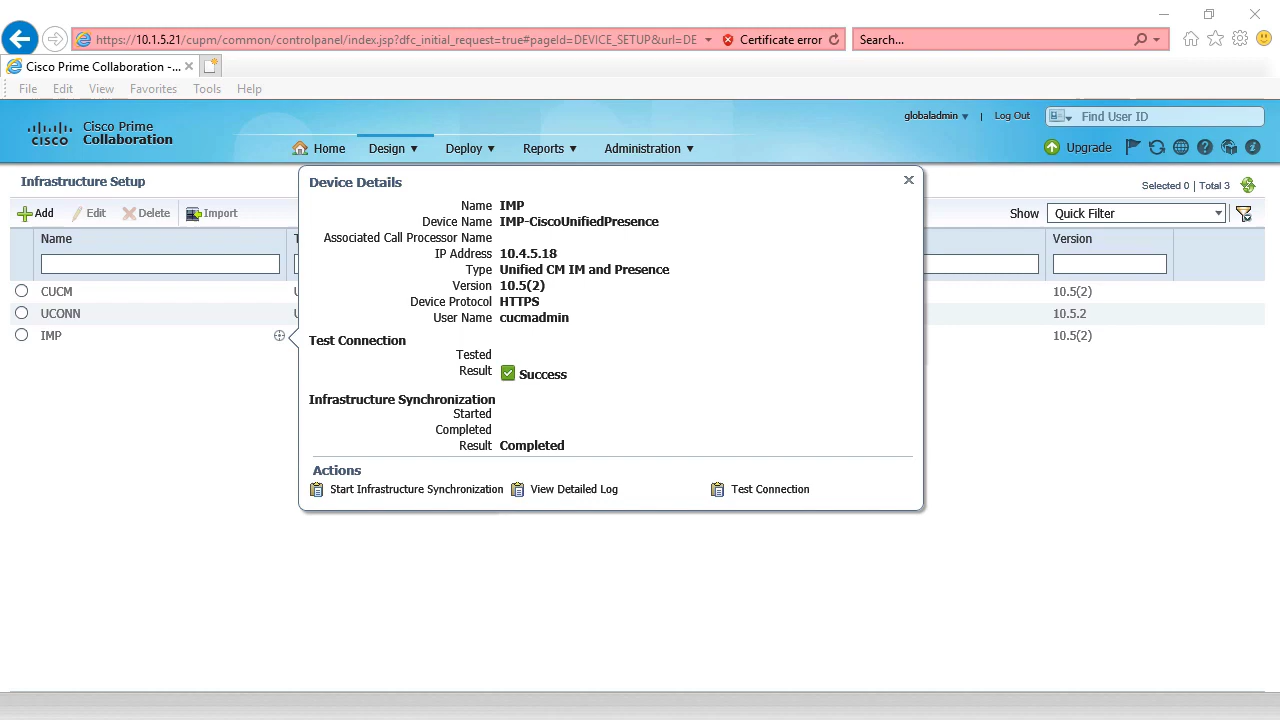 https://10.1.5.21/cupm/common/controlpanel/index.jsp?dfc_initial_request=true#pageId=DEVICE_SETUP&url=DE Certificate error Search...
Cisco Prime Collaboration -...
File Edit View Favorites Tools Help
globaladmin | Log Out Find User ID
cisco Cisco Prime Collaboration
Home Design Deploy Reports Administration Upgrade
Infrastructure Setup Selected 0 | Total 3
Add Edit Delete Import Show Quick Filter
Name Version
CUCM 10.5(2)
UCONN 10.5.2
IMP 10.5(2)
Device Details
Name IMP
Device Name IMP-CiscoUnifiedPresence
Associated Call Processor Name
IP Address 10.4.5.18
Type Unified CM IM and Presence
Version 10.5(2)
Device Protocol HTTPS
User Name cucmadmin
Test Connection
Tested
Result Success
Infrastructure Synchronization
Started
Completed
Result Completed
Actions
Start Infrastructure Synchronization View Detailed Log Test Connection